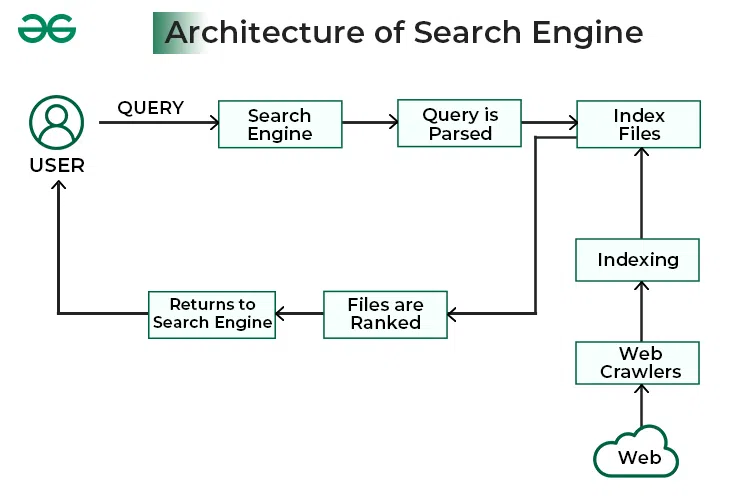 Architecture of Search Engine
QUERY
USER
Search
Engine
Query is
Parsed
Index
Files
Indexing
Returns to
Search Engine
Files are
Ranked
Web
Crawlers
Web